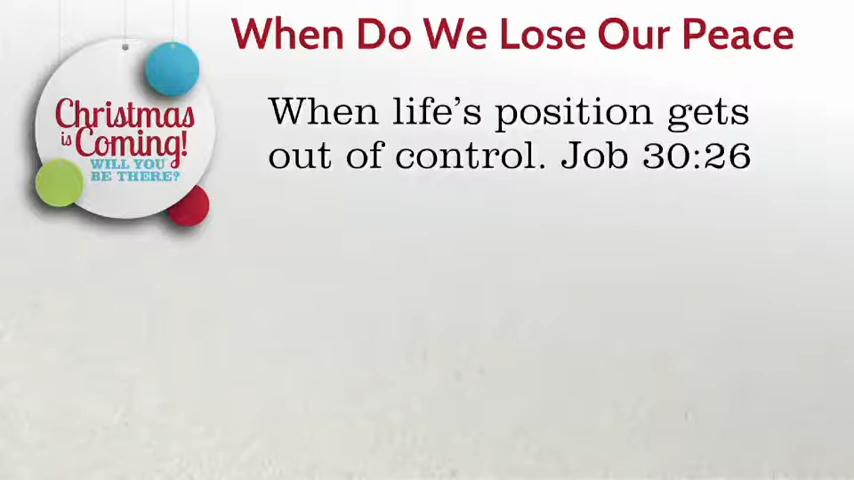 When Do We Lose Our Peace
Christmas
is Coming!
WILL YOU
BE THERE?
When life's position gets
out of control. Job 30:26